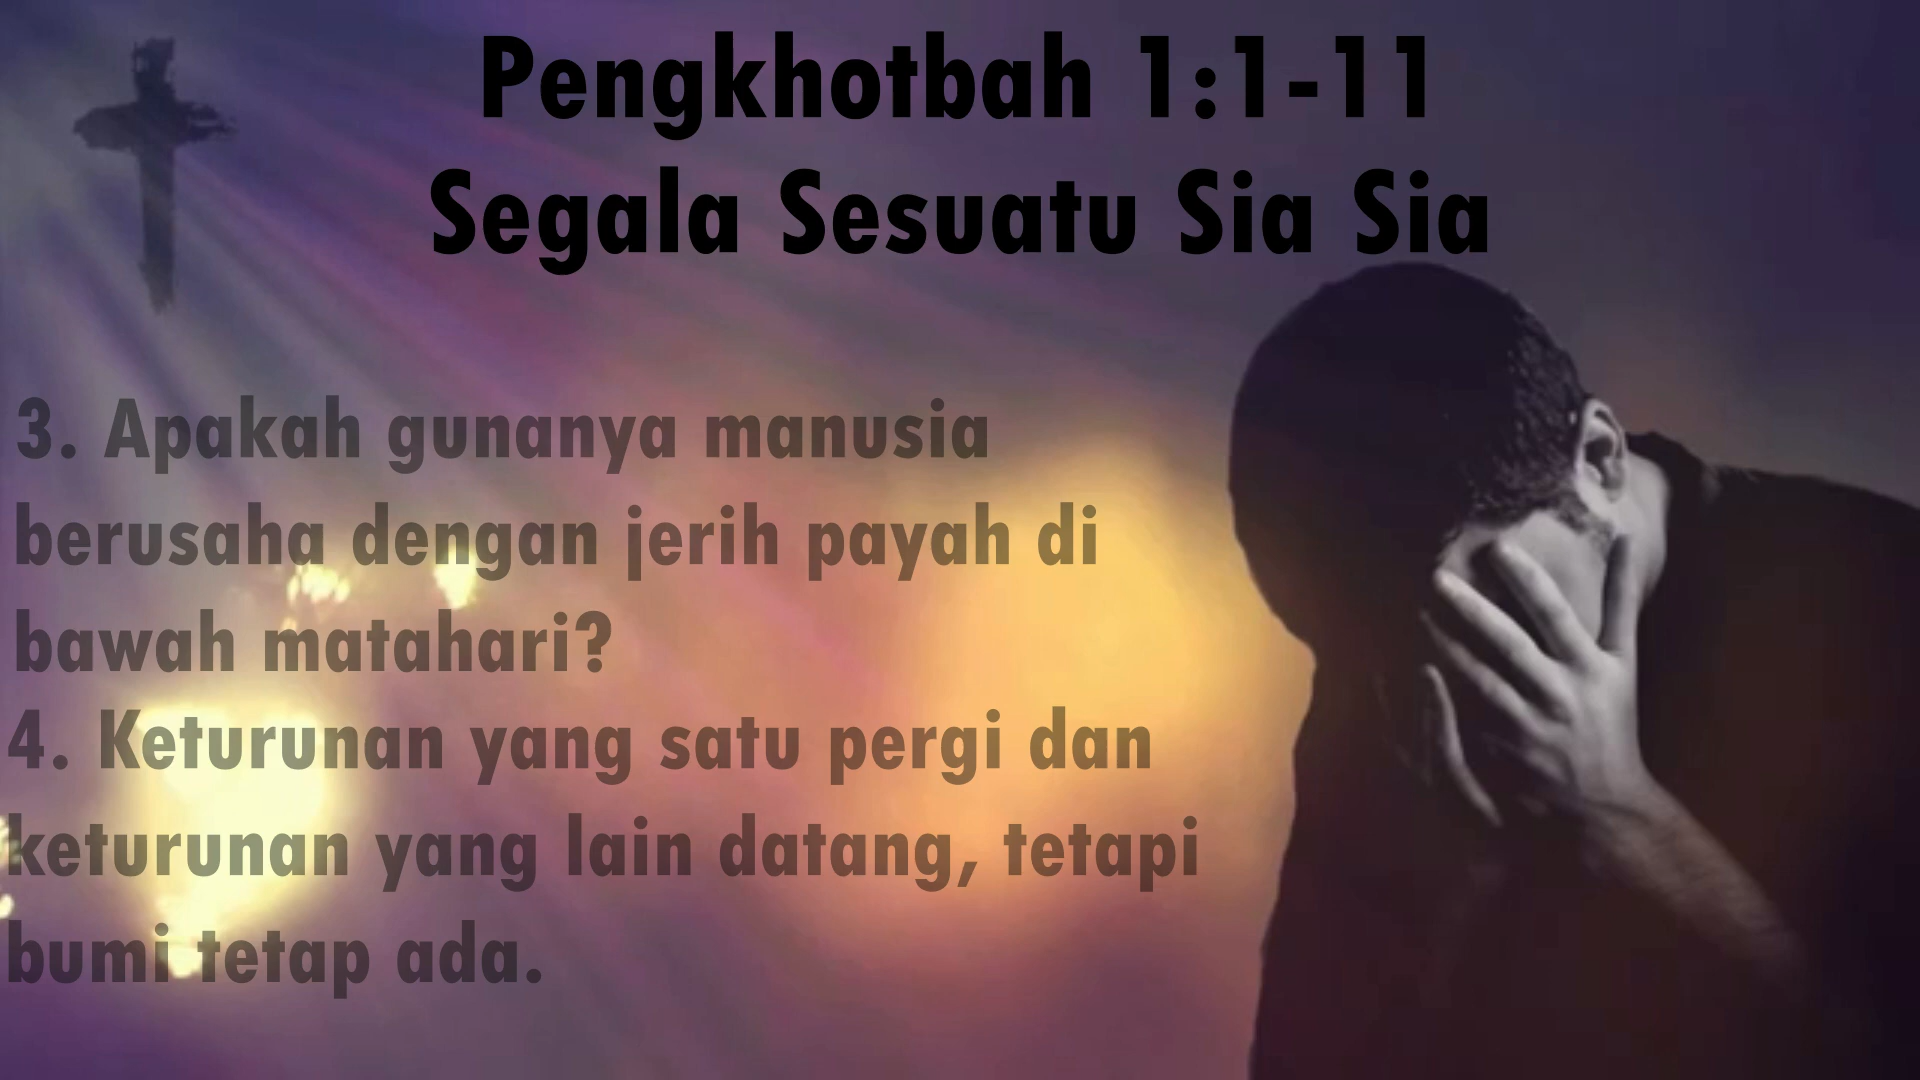 Pengkhotbah 1:1-11
Segala Sesuatu Sia Sia
3. Apakah gunanya manusia
berusaha dengan jerih payah di
bawah matahari?
4. Keturunan yang satu pergi dan
keturunan yang lain datang, tetapi
bumi tetap ada.